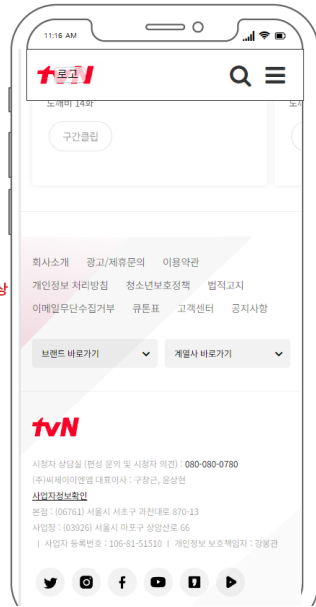 11:16 AM
tvN
로고
도깨비 14화
구간클립
회사소개 광고/제휴문의 이용약관
개인정보 처리방침 청소년보호정책 법적고지
상
이메일무단수집거부 큐톤표 고객센터 공지사항
브랜드 바로가기 계열사 바로가기
tvN
시청자 상담실 (편성 문의 및 시청자 의견) : 080-080-0780
(주)씨제이이엔엠 대표이사 : 구창근, 윤상현
사업자정보확인
본점 : (06761) 서울시 서초구 과천대로 870-13
사업장 : (03926) 서울시 마포구 상암산로 66
| 사업자 등록번호 : 106-81-51510 | 개인정보 보호책임자 : 강봉관